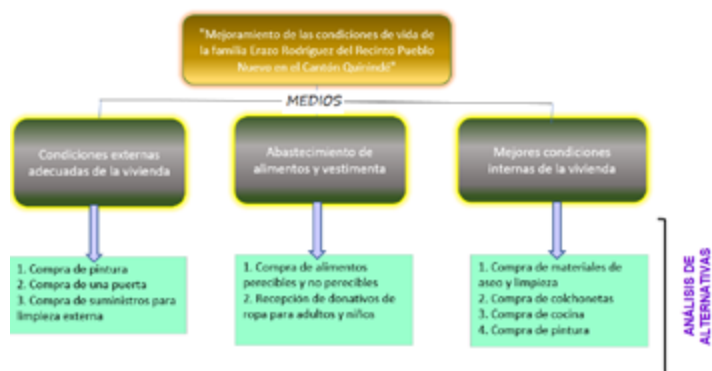 "Mejoramiento de las condiciones de vida de
la familia Erazo Rodríguez del Recinto Pueblo
Nuevo en el Cantón Quinindé"
MEDIOS
Condiciones externas
adecuadas de la vivienda
Abastecimiento de
alimentos y vestimenta
Mejores condiciones
internas de la vivienda
1. Compra de pintura
2. Compra de una puerta
3. Compra de suministros para
limpieza externa
1. Compra de alimentos
perecibles y no perecibles
2. Recepción de donativos de
ropa para adultos y niños
1. Compra de materiales de
aseo y limpieza
2. Compra de colchonetas
3. Compra de cocina
4. Compra de pintura
ANÁLISIS DE
ALTERNATIVAS